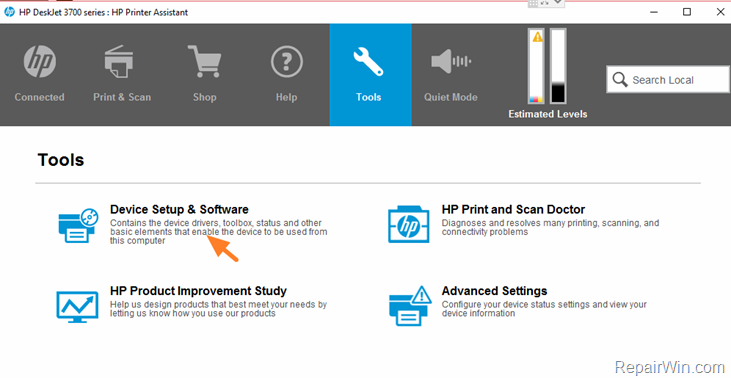 HP DeskJet 3700 series : HP Printer Assistant
hp
Connected
Print & Scan
Shop
?
Help
Tools
Quiet Mode
Estimated Levels
Search Local
Tools
Device Setup & Software
Contains the device drivers, toolbox, status and other
basic elements that enable the device to be used from
this computer
hp
HP Print and Scan Doctor
Diagnoses and resolves many printing, scanning, and
connectivity problems
HP Product Improvement Study
Help us design products that best meet your needs by
letting us know how you use our products
Advanced Settings
Configure your device status settings and view your
device information
RepairWin.com